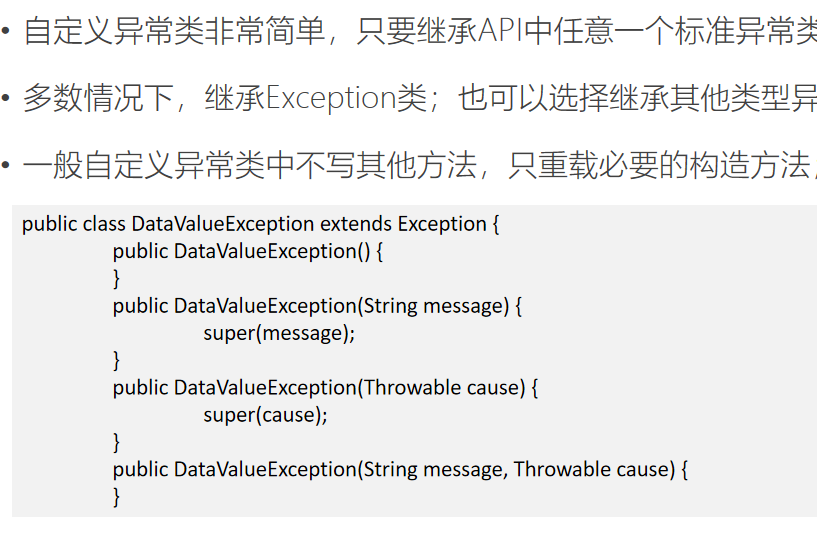 • 自定义异常类非常简单，只要继承API中任意一个标准异常类
• 多数情况下，继承Exception类；也可以选择继承其他类型异
• 一般自定义异常类中不写其他方法，只重载必要的构造方法，
public class DataValueException extends Exception {
public DataValueException() {
}
public DataValueException(String message) {
super(message);
}
public DataValueException(Throwable cause) {
super(cause);
}
public DataValueException(String message, Throwable cause) {
}